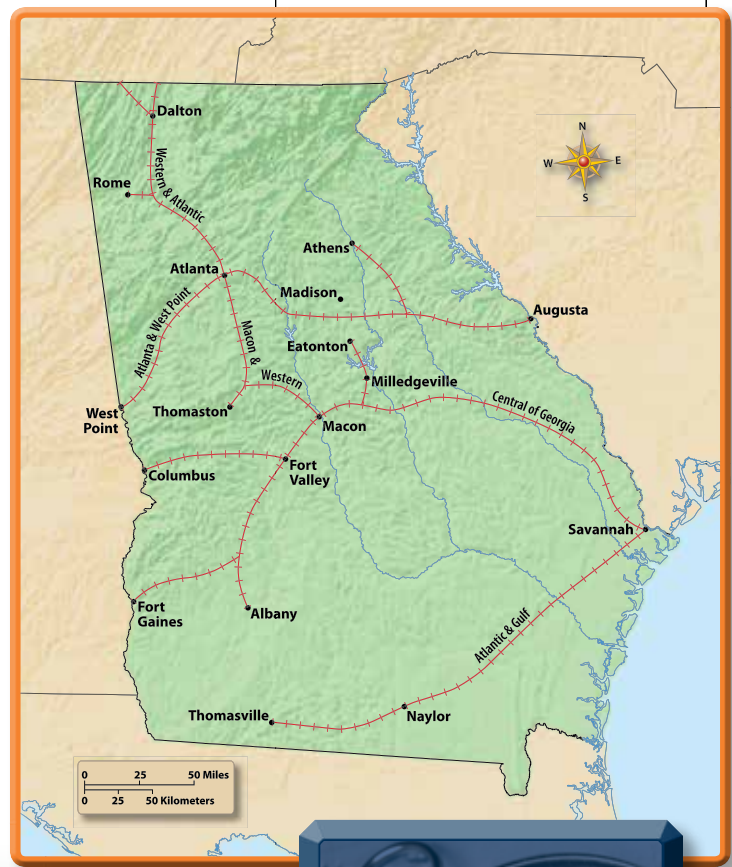 Dalton
N
W
E
S
Western & Atlantic
Rome
Athens
Atlanta
Madison
Augusta
Atlanta & West Point
Macon &
Western
Eatonton
Milledgeville
Central of Georgia
West
Point
Thomaston
Macon
Columbus
Fort
Valley
Savannah
Fort
Gaines
Albany
Atlantic & Gulf
Thomasville
Naylor
0 25 50 Miles
0 25 50 Kilometers